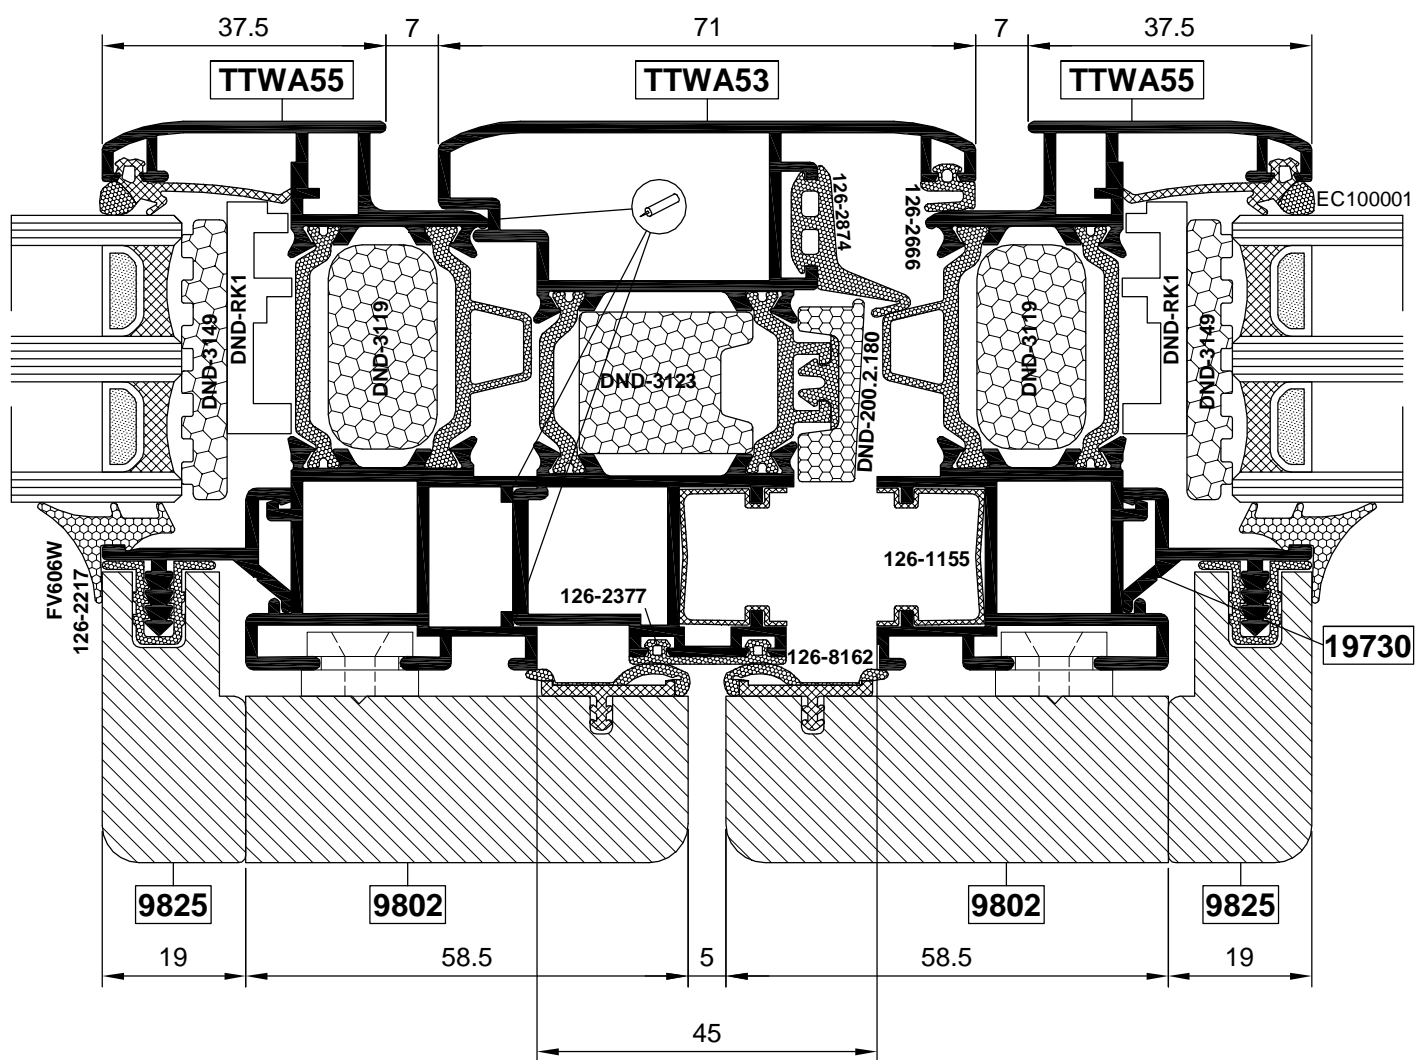 37.5
7
71
7
37.5
TTWA55
TTWA53
TTWA55
126-2874
126-2666
EC100001
DND-3149
DND-RK1
DND-3119
DND-3123
DND-200.2.180
DND-3119
DND-RK1
DND-3149
FV606W
126-2217
126-2377
126-1155
126-8162
19730
9825
9802
9802
9825
19
58.5
5
58.5
19
45